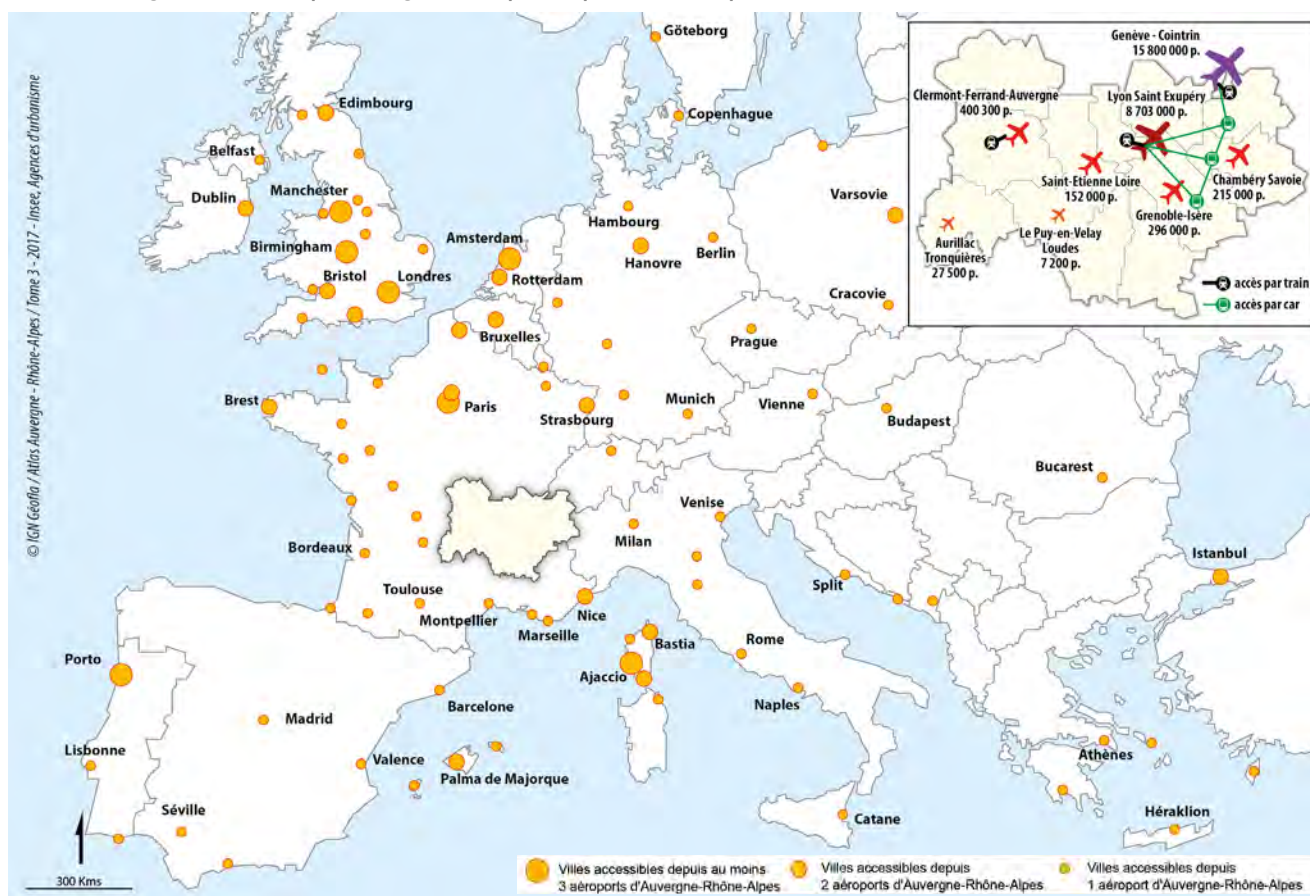 © IGN Géofla / Atlas Auvergne - Rhône-Alpes / Tome 3 - 2017 - Insee, Agences d'urbanisme
Göteborg
Edimbourg
Copenhague
Belfast
Dublin
Manchester
Hambourg
Varsovie
Birmingham
Amsterdam
Hanovre
Berlin
Bristol
Londres
Rotterdam
Cracovie
Bruxelles
Prague
Brest
Paris
Strasbourg
Munich
Vienne
Budapest
Bucarest
Venise
Milan
Bordeaux
Istanbul
Split
Toulouse
Montpellier
Nice
Marseille
Bastia
Rome
Porto
Ajaccio
Naples
Barcelone
Madrid
Lisbonne
Valence
Palma de Majorque
Athènes
Séville
Catane
Héraklion
300 Kms
Genève - Cointrin
15 800 000 p.
Clermont-Ferrand-Auvergne
400 300 p.
Lyon Saint Exupéry
8 703 000 p.
Saint-Etienne Loire
152 000 p.
Chambéry Savoie
215 000 p.
Grenoble-Isère
296 000 p.
Aurillac
Tronquières
27 500 p.
Le Puy-en-Velay
Loudes
7 200 p.
accès par train
accès par car
Villes accessibles depuis au moins
3 aéroports d'Auvergne-Rhône-Alpes
Villes accessibles depuis
2 aéroports d'Auvergne-Rhône-Alpes
Villes accessibles depuis
1 aéroport d'Auvergne-Rhône-Alpes